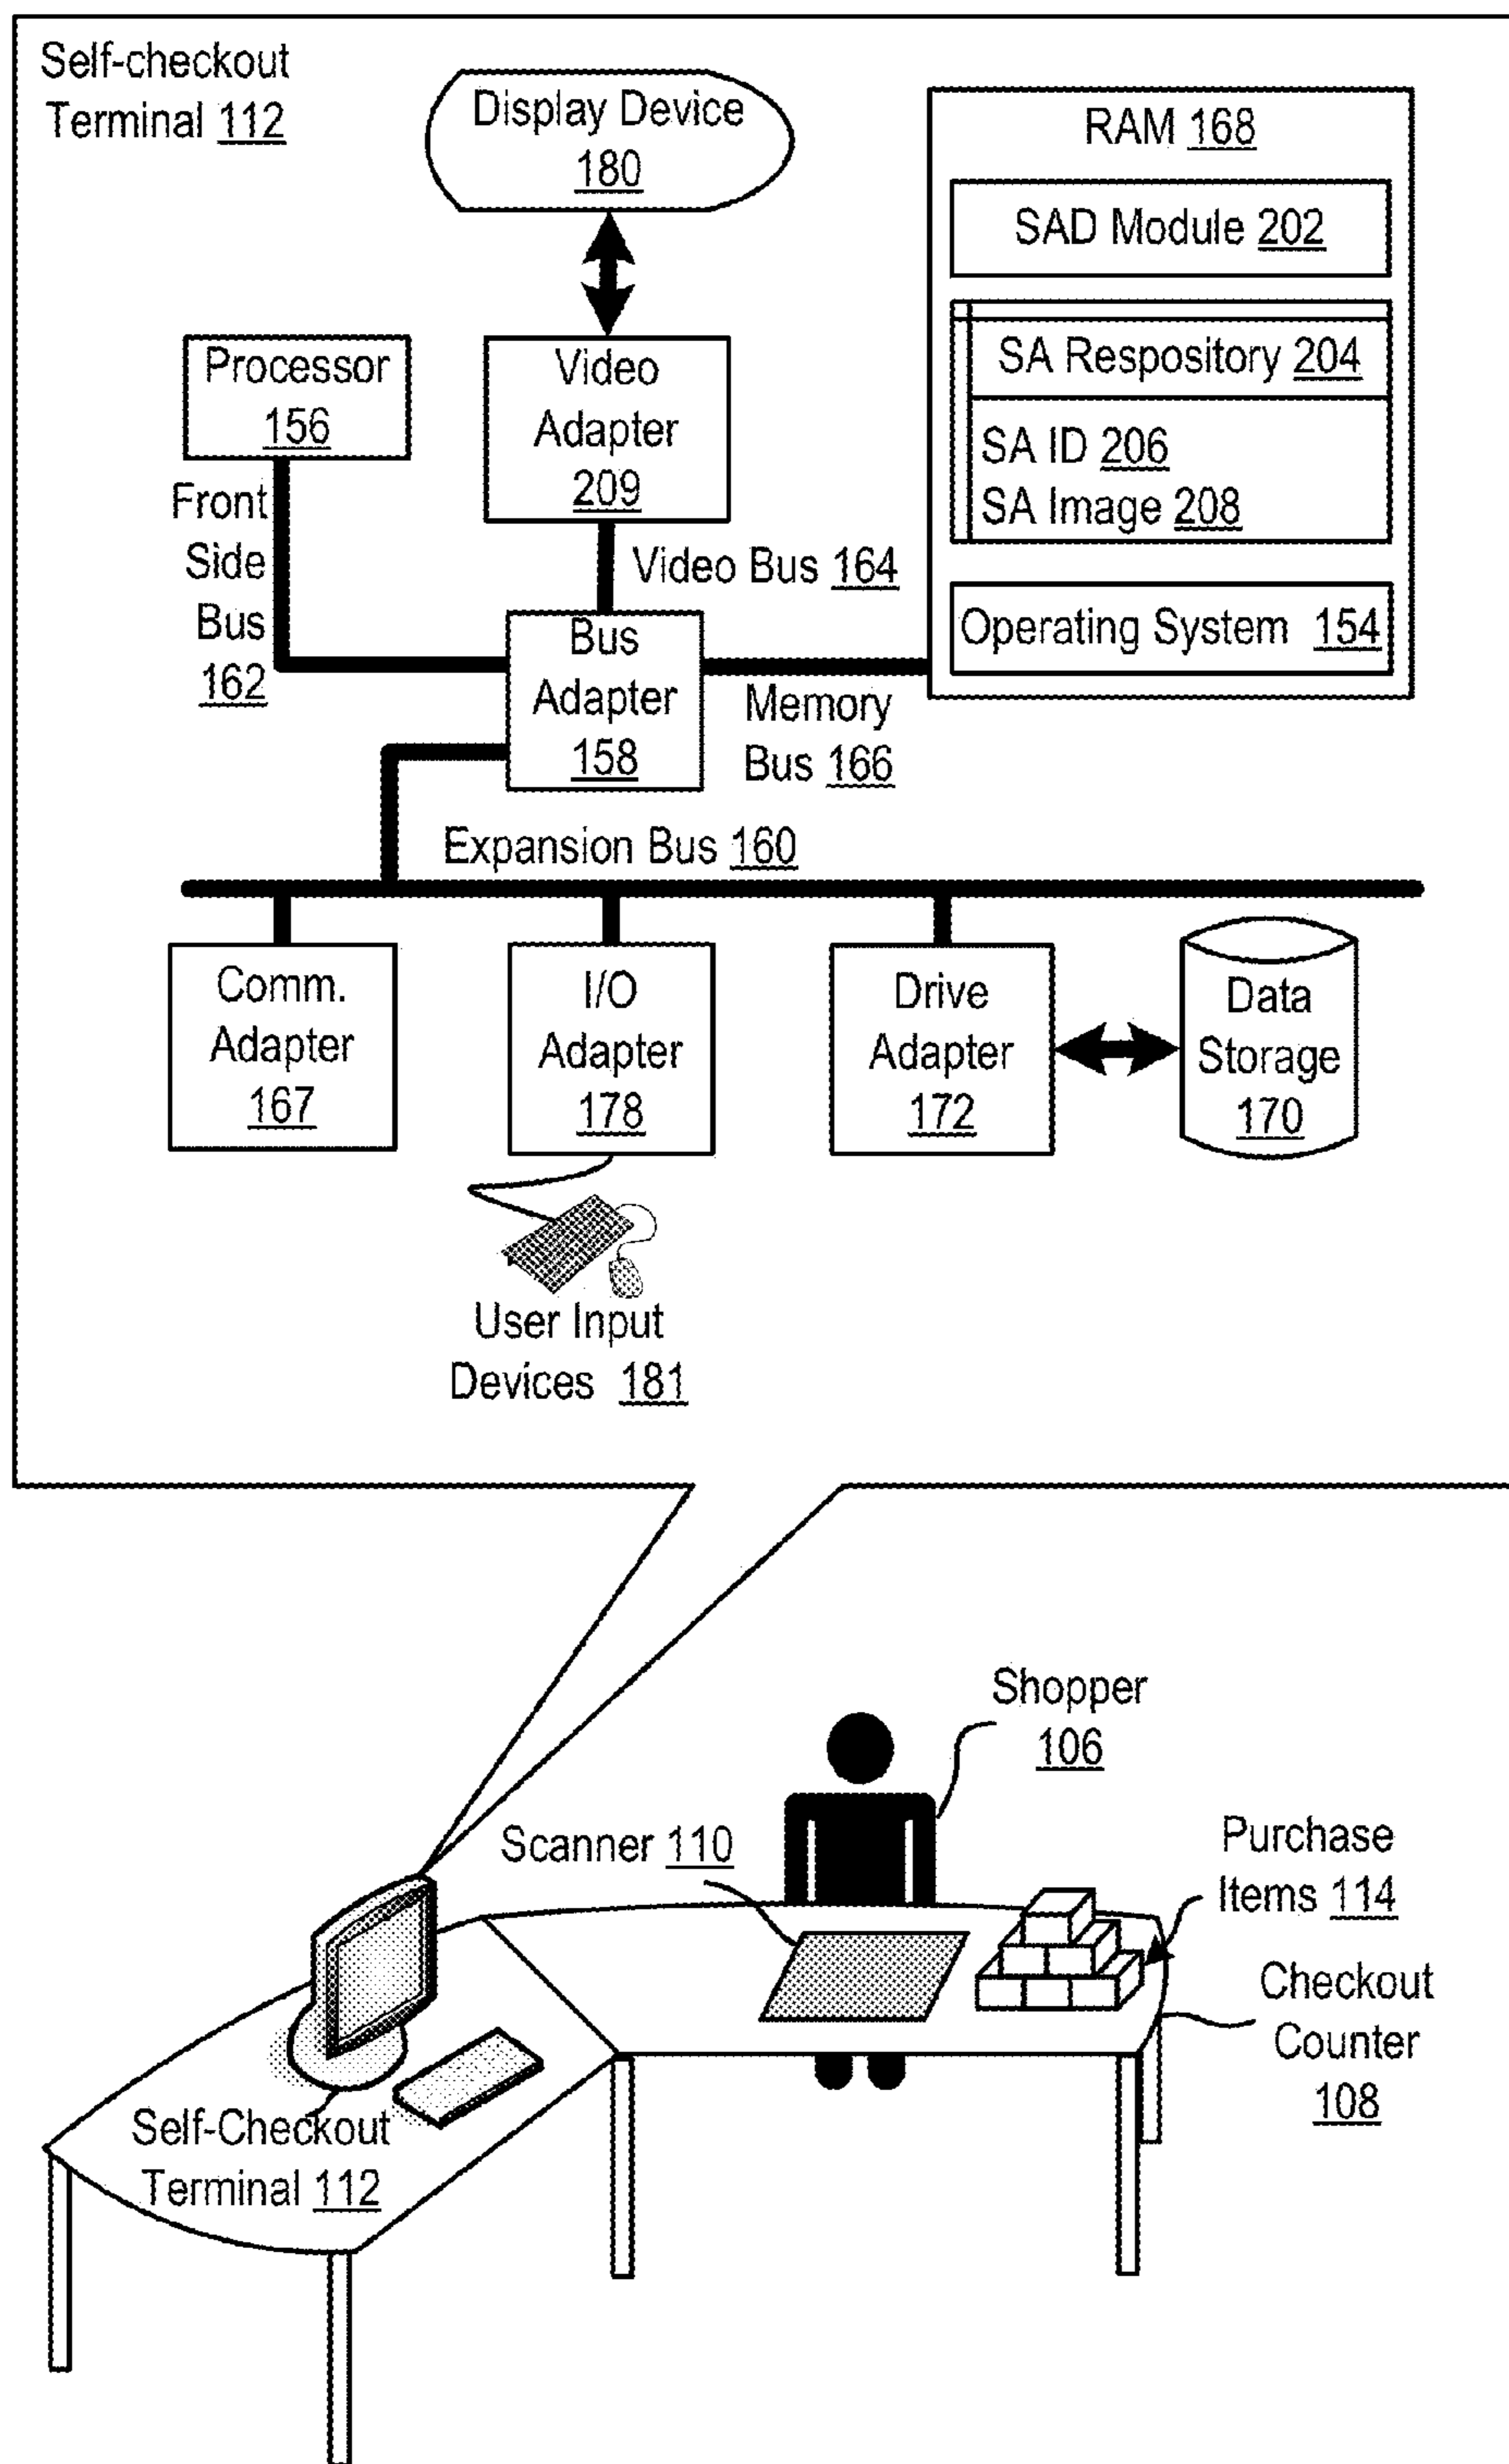 Self-checkout
Terminal 112
Display Device
180
RAM 168
SAD Module 202
SA Respository 204
SA ID 206
SA Image 208
Operating System 154
Processor
156
Video
Adapter
209
Front
Side
Bus
162
Video Bus 164
Bus
Adapter
158
Memory
Bus 166
Expansion Bus 160
Comm.
Adapter
167
I/O
Adapter
178
Drive
Adapter
172
Data
Storage
170
User Input
Devices 181
Shopper
106
Scanner 110
Purchase
Items 114
Checkout
Counter
108
Self-Checkout
Terminal 112